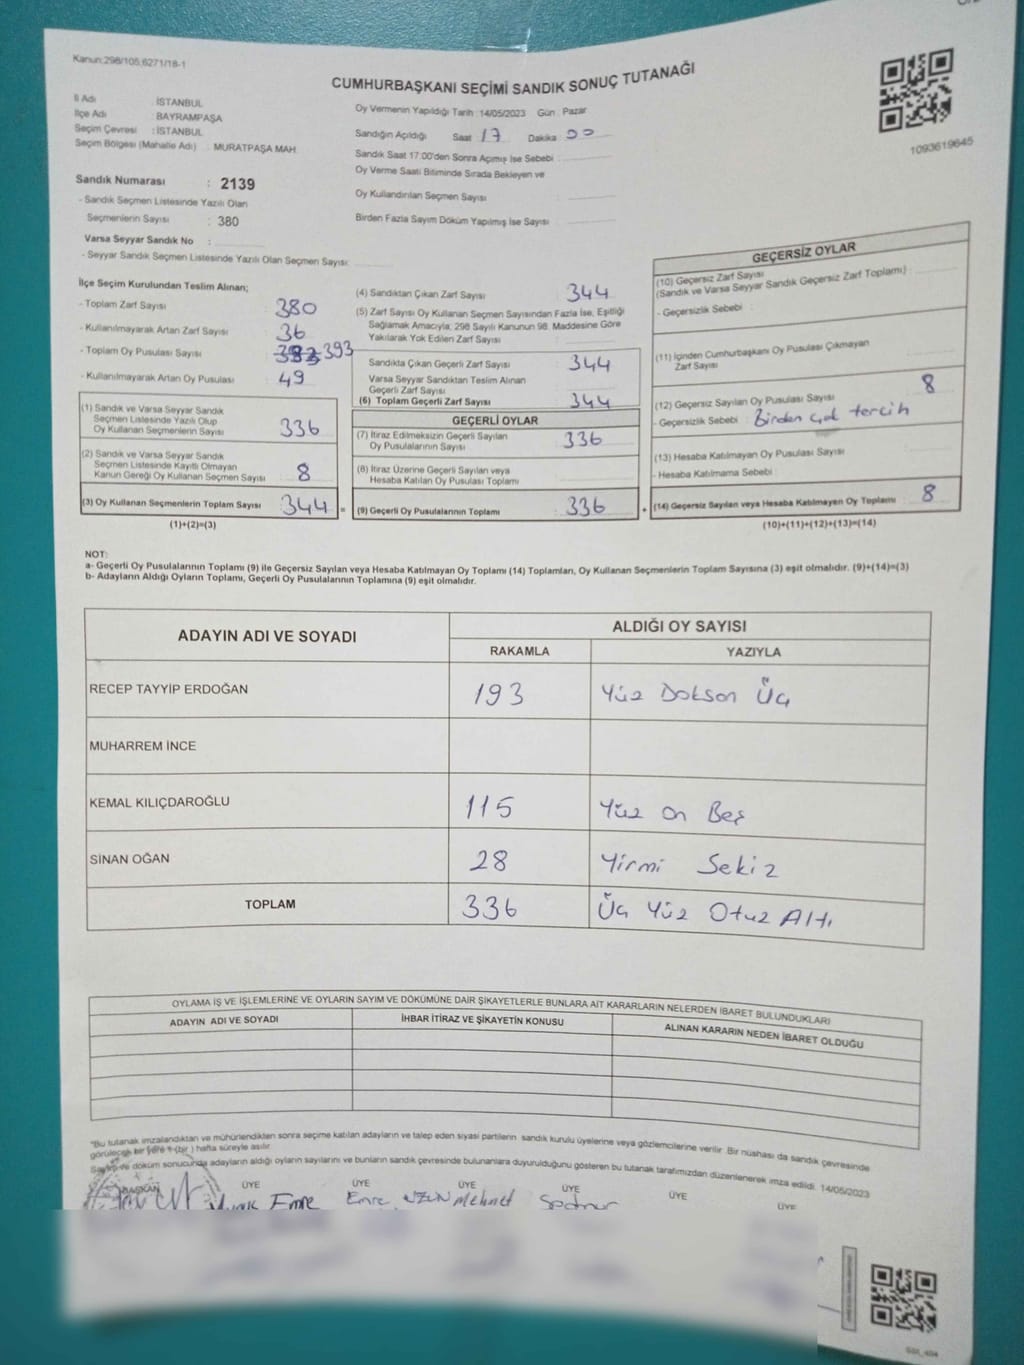 Kanun:298/105,6271/18-1
CUMHURBAŞKANI SEÇİMİ SANDIK SONUÇ TUTANAĞI
İl Adı : İSTANBUL
İlçe Adı : BAYRAMPAŞA
Seçim Çevresi : İSTANBUL
Seçim Bölgesi (Mahalle Adı) : MURATPAŞA MAH.
Sandık Numarası : 2139
- Sandık Seçmen Listesinde Yazılı Olan
Seçmenlerin Sayısı : 380
Varsa Seyyar Sandık No :
- Seyyar Sandık Seçmen Listesinde Yazılı Olan Seçmen Sayısı:
Oy Vermenin Yapıldığı Tarih :14/05/2023 Gün : Pazar
Sandığın Açıldığı Saat 17 Dakika 00
Sandık Saat 17:00'den Sonra Açımış İse Sebebi :
Oy Verme Saati Bitiminde Sırada Bekleyen ve
Oy Kullandırılan Seçmen Sayısı :
Birden Fazla Sayım Döküm Yapılmış İse Sayısı :
1093619645
İlçe Seçim Kurulundan Teslim Alınan;
- Toplam Zarf Sayısı : 380
- Kullanılmayarak Artan Zarf Sayısı : 36
- Toplam Oy Pusulası Sayısı : 393
- Kullanılmayarak Artan Oy Pusulası : 49
(1) Sandık ve Varsa Seyyar Sandık
Seçmen Listesinde Yazılı Olup
Oy Kullanan Seçmenlerin Sayısı : 336
(2) Sandık ve Varsa Seyyar Sandık
Seçmen Listesinde Kayıtlı Olmayan
Kanun Gereği Oy Kullanan Seçmen Sayısı : 8
(3) Oy Kullanan Seçmenlerin Toplam Sayısı : 344 =
(1)+(2)=(3)
(4) Sandıktan Çıkan Zarf Sayısı : 344
(5) Zarf Sayısı Oy Kullanan Seçmen Sayısından Fazla İse, Eşitliği
Sağlamak Amacıyla, 298 Sayılı Kanunun 98. Maddesine Göre
Yakılarak Yok Edilen Zarf Sayısı :
Sandıkta Çıkan Geçerli Zarf Sayısı : 344
Varsa Seyyar Sandıktan Teslim Alınan
Geçerli Zarf Sayısı :
(6) Toplam Geçerli Zarf Sayısı : 344
GEÇERLİ OYLAR
(7) İtiraz Edilmeksizin Geçerli Sayılan
Oy Pusulalarının Sayısı : 336
(8) İtiraz Üzerine Geçerli Sayılan veya
Hesaba Katılan Oy Pusulası Toplamı :
(9) Geçerli Oy Pusulalarının Toplamı : 336 +
GEÇERSİZ OYLAR
(10) Geçersiz Zarf Sayısı
(Sandık ve Varsa Seyyar Sandık Geçersiz Zarf Toplamı) :
- Geçersizlik Sebebi :
(11) İçinden Cumhurbaşkanı Oy Pusulası Çıkmayan
Zarf Sayısı :
(12) Geçersiz Sayılan Oy Pusulası Sayısı : 8
- Geçersizlik Sebebi : Birden çok tercih
(13) Hesaba Katılmayan Oy Pusulası Sayısı :
- Hesaba Katılmama Sebebi :
(14) Geçersiz Sayılan veya Hesaba Katılmayan Oy Toplamı : 8
(10)+(11)+(12)+(13)=(14)
NOT:
a- Geçerli Oy Pusulalarının Toplamı (9) ile Geçersiz Sayılan veya Hesaba Katılmayan Oy Toplamı (14) Toplamları, Oy Kullanan Seçmenlerin Toplam Sayısına (3) eşit olmalıdır. (9)+(14)=(3)
b- Adayların Aldığı Oyların Toplamı, Geçerli Oy Pusulalarının Toplamına (9) eşit olmalıdır.
ADAYIN ADI VE SOYADI
ALDIĞI OY SAYISI
RAKAMLA YAZIYLA
RECEP TAYYİP ERDOĞAN 193 Yüz Doksan Üç
MUHARREM İNCE
KEMAL KILIÇDAROĞLU 115 Yüz on Beş
SİNAN OĞAN 28 Yirmi Sekiz
TOPLAM 336 Üç Yüz Otuz Altı
OYLAMA İŞ VE İŞLEMLERİNE VE OYLARIN SAYIM VE DÖKÜMÜNE DAİR ŞİKAYETLERLE BUNLARA AİT KARARLARIN NELERDEN İBARET BULUNDUKLARI
ADAYIN ADI VE SOYADI İHBAR İTİRAZ VE ŞİKAYETİN KONUSU ALINAN KARARIN NEDEN İBARET OLDUĞU
"Bu tutanak imzalandıktan ve mühürlendikten sonra seçime katılan adayların ve talep eden siyasi partilerin sandık kurulu üyelerine veya gözlemcilerine verilir. Bir nüshası da sandık çevresinde
görülecek bir yere 1 (bir ) hafta süreyle asılır.
Sayım ve döküm sonucunda adayların aldığı oyların sayılarını ve bunların sandık çevresinde bulunanlara duyurulduğunu gösteren bu tutanak tarafımızdan düzenlenerek imza edildi. 14/05/2023
BAŞKAN ÜYE ÜYE ÜYE ÜYE ÜYE ÜYE
Emre Emre UZUN Mehmet